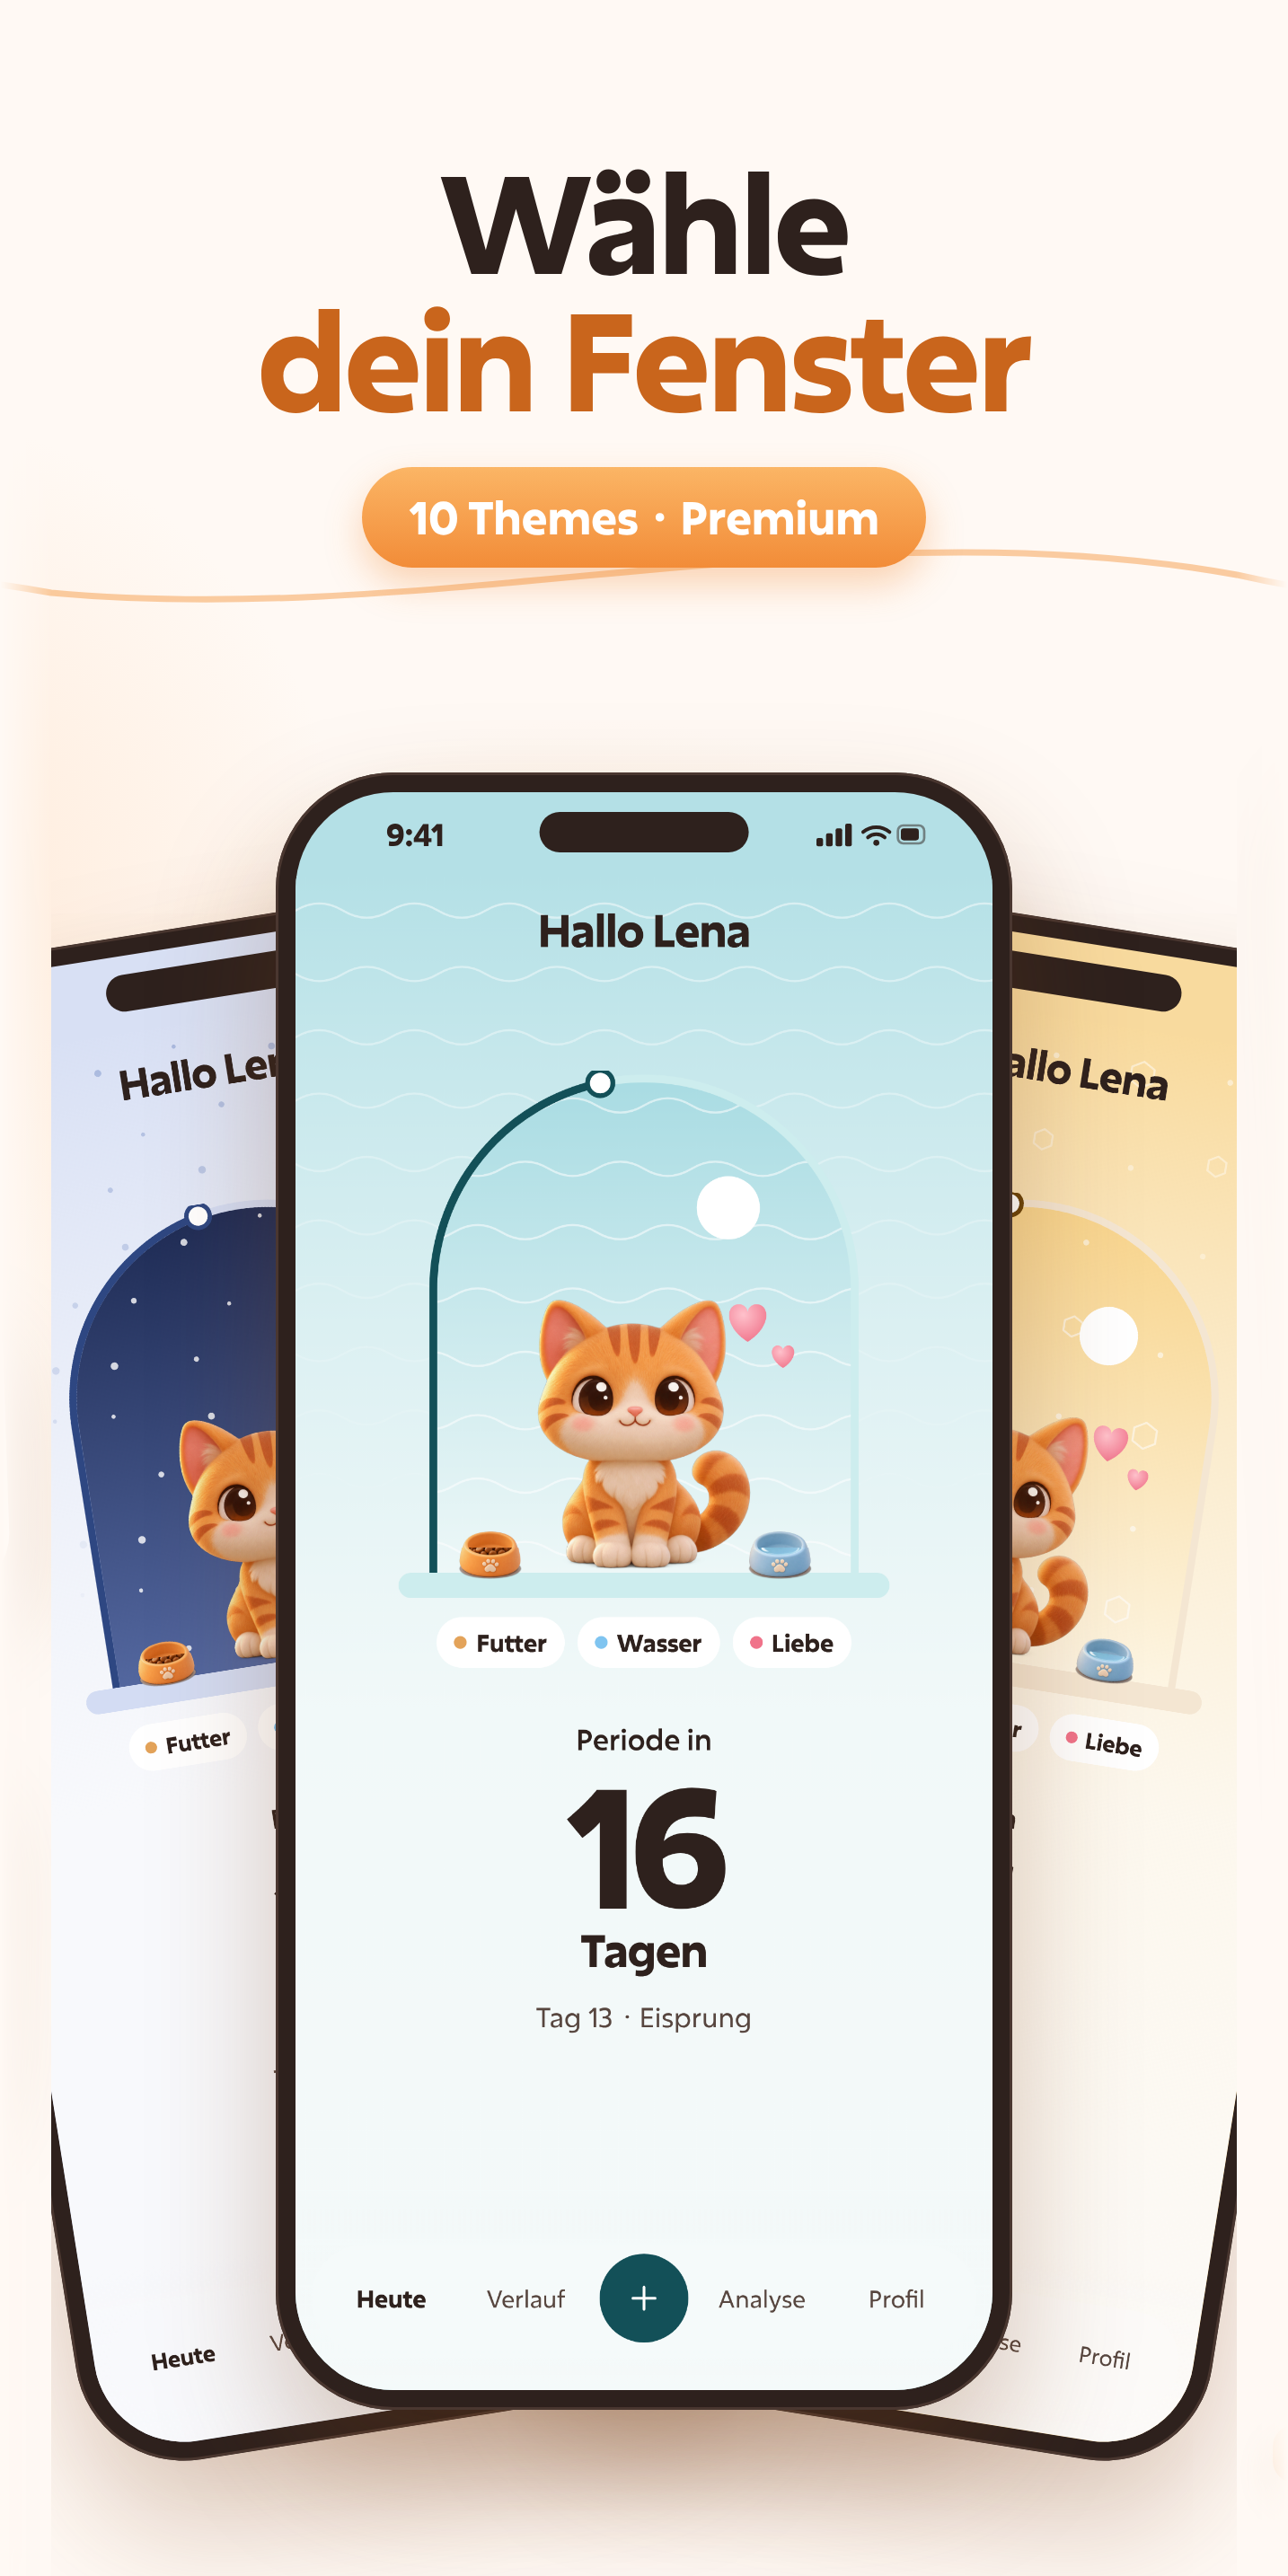 Wähle
dein Fenster
10 Themes · Premium
9:41
Hallo Lena
Futter
Wasser
Liebe
Periode in
16
Tagen
Tag 13 · Eisprung
Heute
Verlauf
+
Analyse
Profil
Hallo
Futter
Heute
Lena
Liebe
Profil